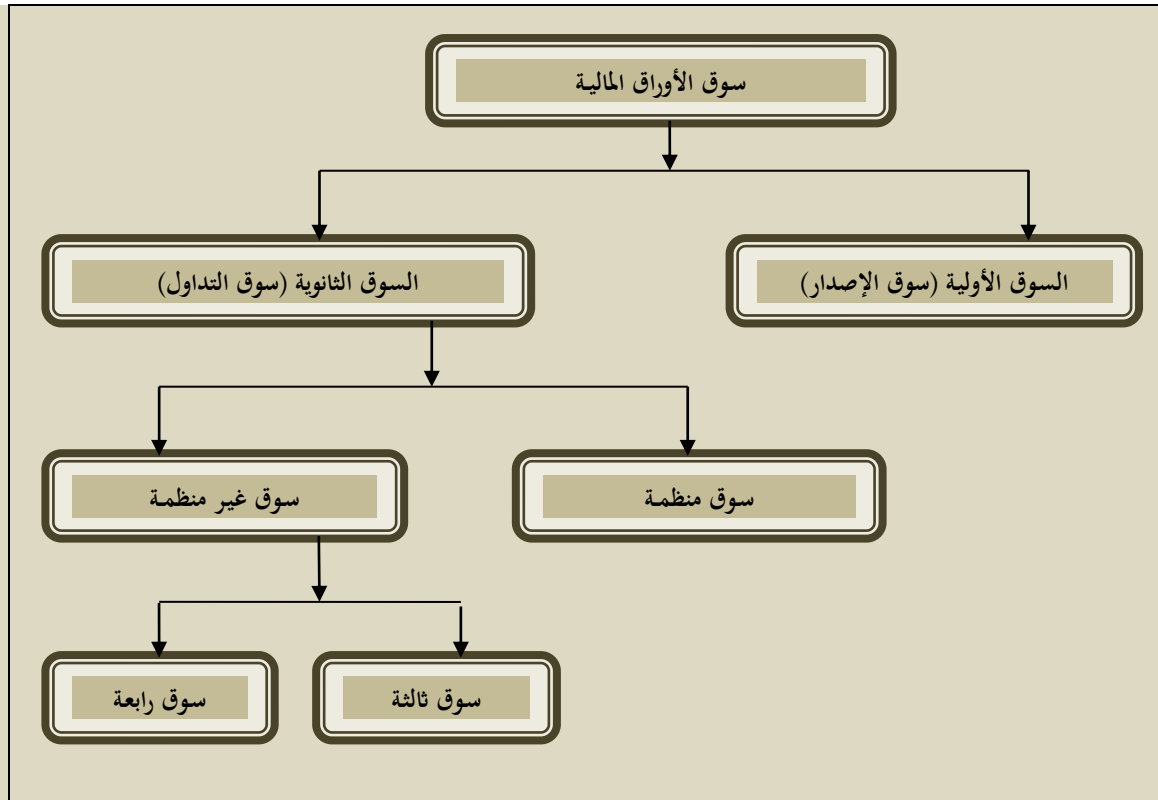 سوق الأوراق المالية
السوق الأولية (سوق الإصدار)
السوق الثانوية (سوق التداول)
سوق منظمة
سوق غير منظمة
سوق ثالثة
سوق رابعة